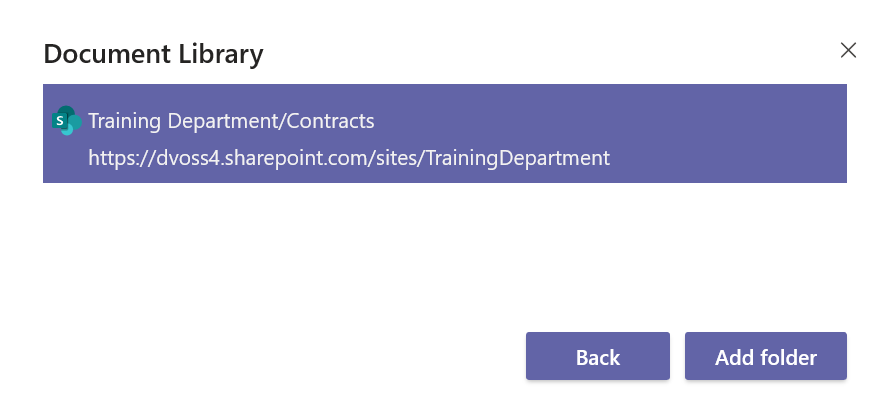 Document Library
S
Training Department/Contracts
https://dvoss4.sharepoint.com/sites/TrainingDepartment
Back
Add folder